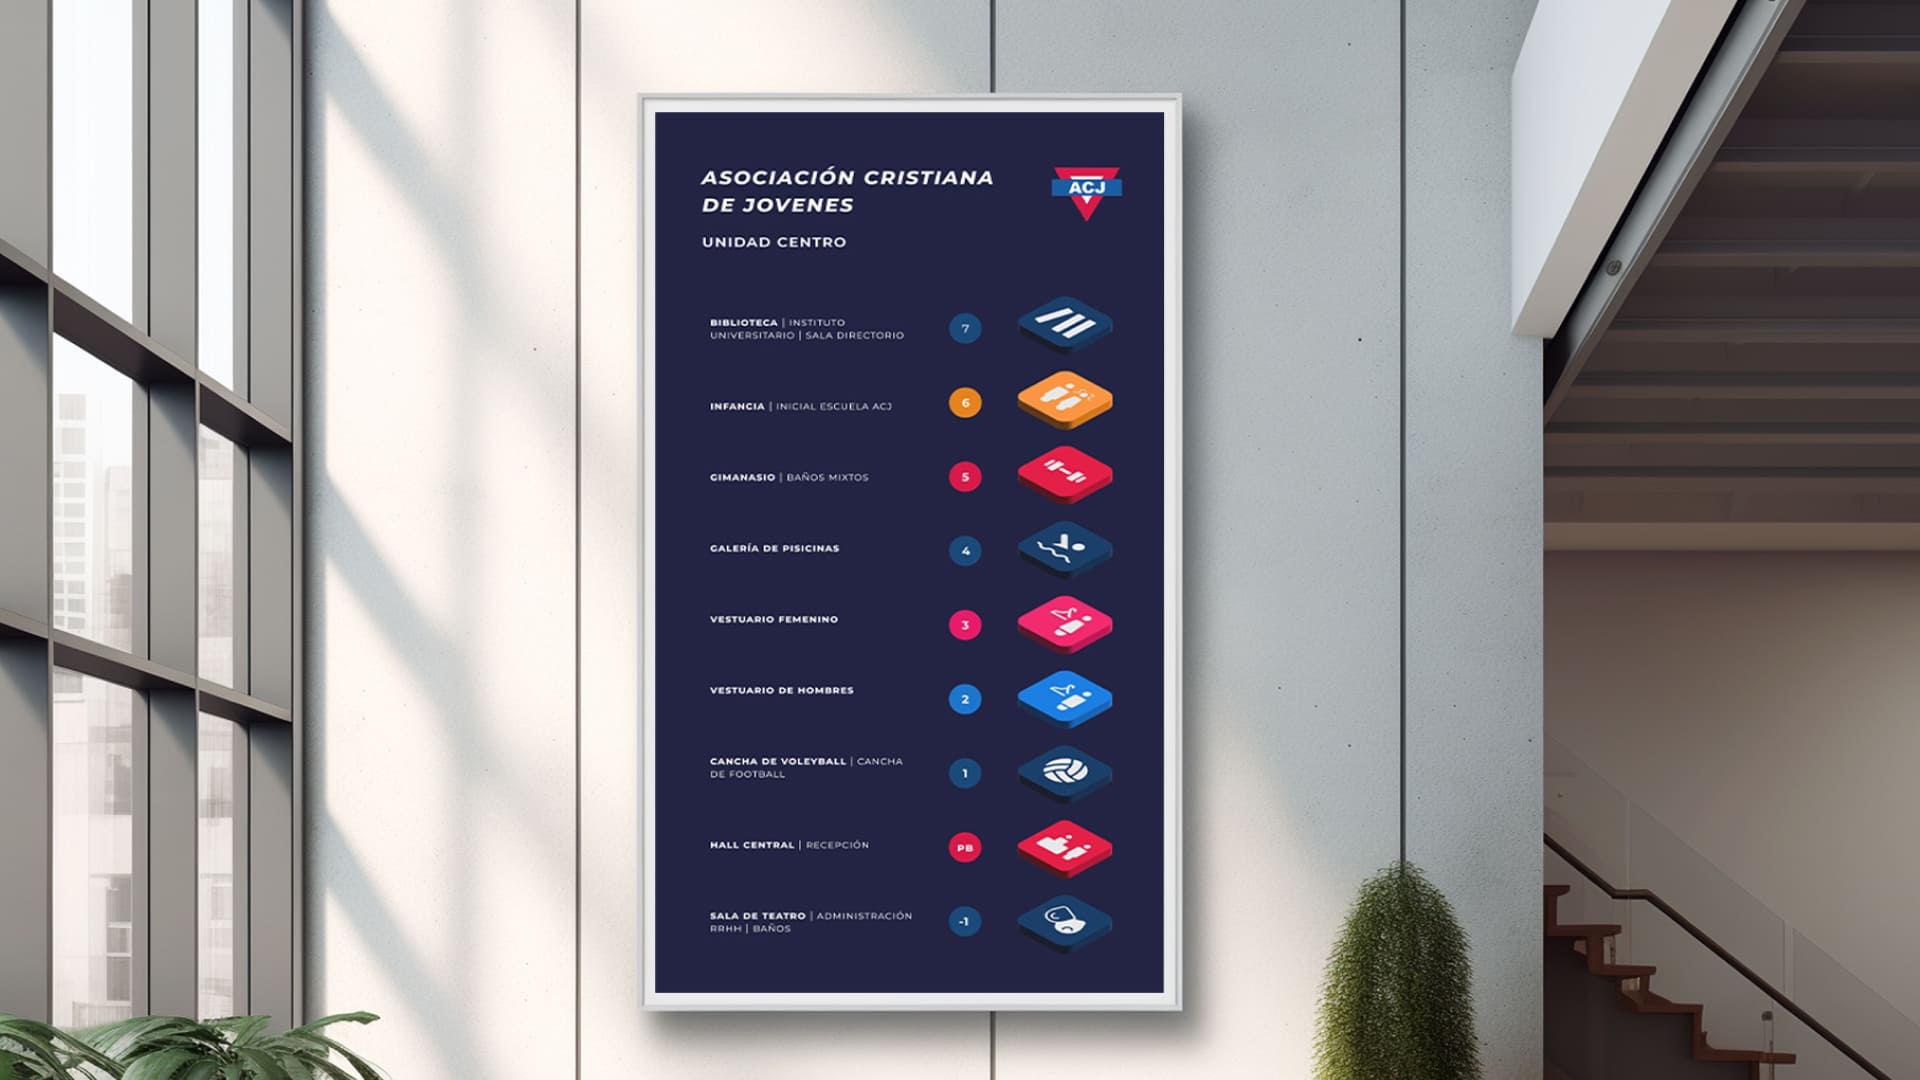 ASOCIACIÓN CRISTIANA
DE JOVENES
ACJ
UNIDAD CENTRO
BIBLIOTECA | INSTITUTO
UNIVERSITARIO | SALA DIRECTORIO
7
INFANCIA | INICIAL ESCUELA ACJ
6
GIMANASIO | BAÑOS MIXTOS
5
GALERÍA DE PISICINAS
4
VESTUARIO FEMENINO
3
VESTUARIO DE HOMBRES
2
CANCHA DE VOLEYBALL | CANCHA
DE FOOTBALL
1
HALL CENTRAL | RECEPCIÓN
PB
SALA DE TEATRO | ADMINISTRACIÓN
RRHH | BAÑOS
-1